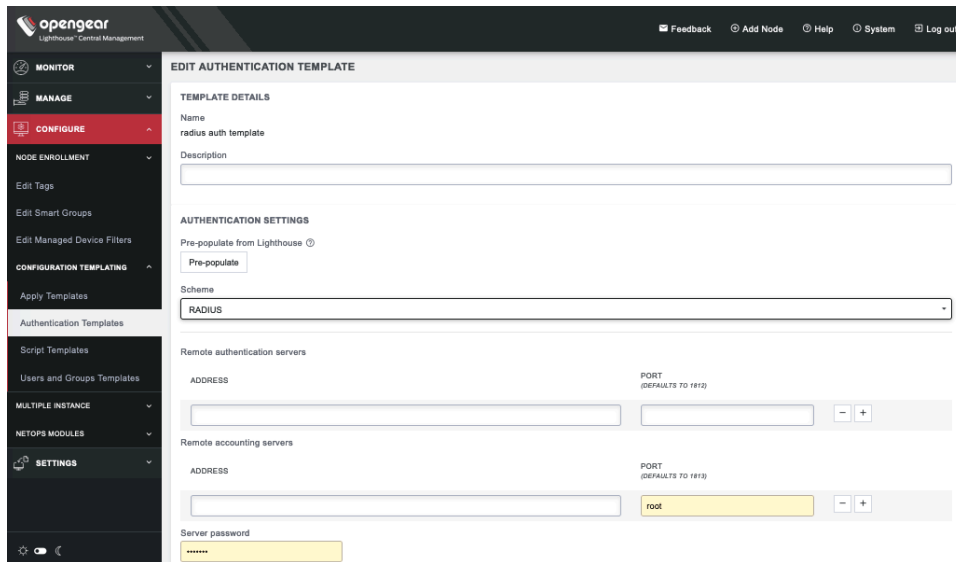 opengear
Lighthouse™ Central Management
Feedback
Add Node
Help
System
Log out
MONITOR
MANAGE
CONFIGURE
NODE ENROLLMENT
Edit Tags
Edit Smart Groups
Edit Managed Device Filters
CONFIGURATION TEMPLATING
Apply Templates
Authentication Templates
Script Templates
Users and Groups Templates
MULTIPLE INSTANCE
NETOPS MODULES
SETTINGS
EDIT AUTHENTICATION TEMPLATE
TEMPLATE DETAILS
Name
radius auth template
Description
AUTHENTICATION SETTINGS
Pre-populate from Lighthouse
Pre-populate
Scheme
RADIUS
Remote authentication servers
ADDRESS
PORT
(DEFAULTS TO 1812)
Remote accounting servers
ADDRESS
PORT
(DEFAULTS TO 1813)
root
Server password
•••••••